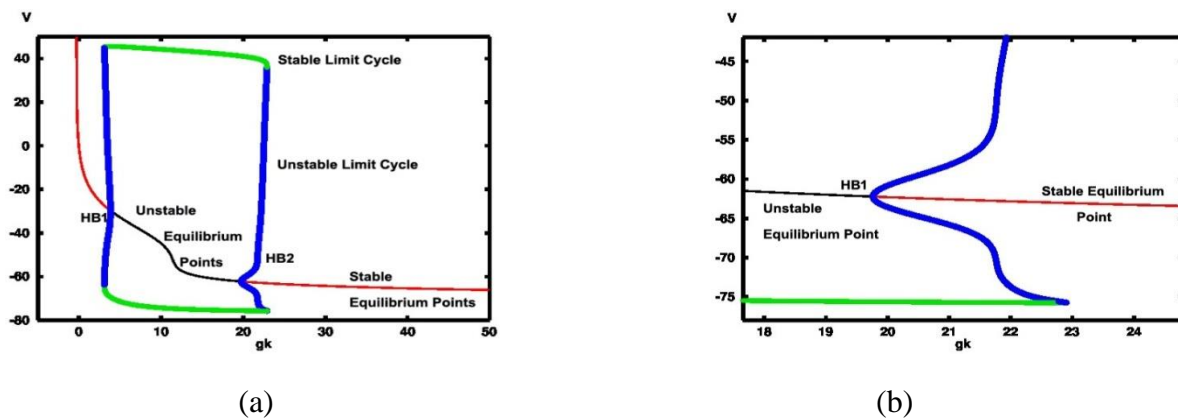 V
40
20
0
-20
-40
-60
-80
0
10
20
30
40
50
gk
Stable Limit Cycle
Unstable Limit Cycle
HB1
Unstable
Equilibrium
Points
HB2
Stable
Equilibrium Points
(a)
V
-45
-50
-55
-60
-65
-70
-75
18
19
20
21
22
23
24
gk
HB1
Unstable
Equilibrium Point
Stable Equilibrium
Point
(b)